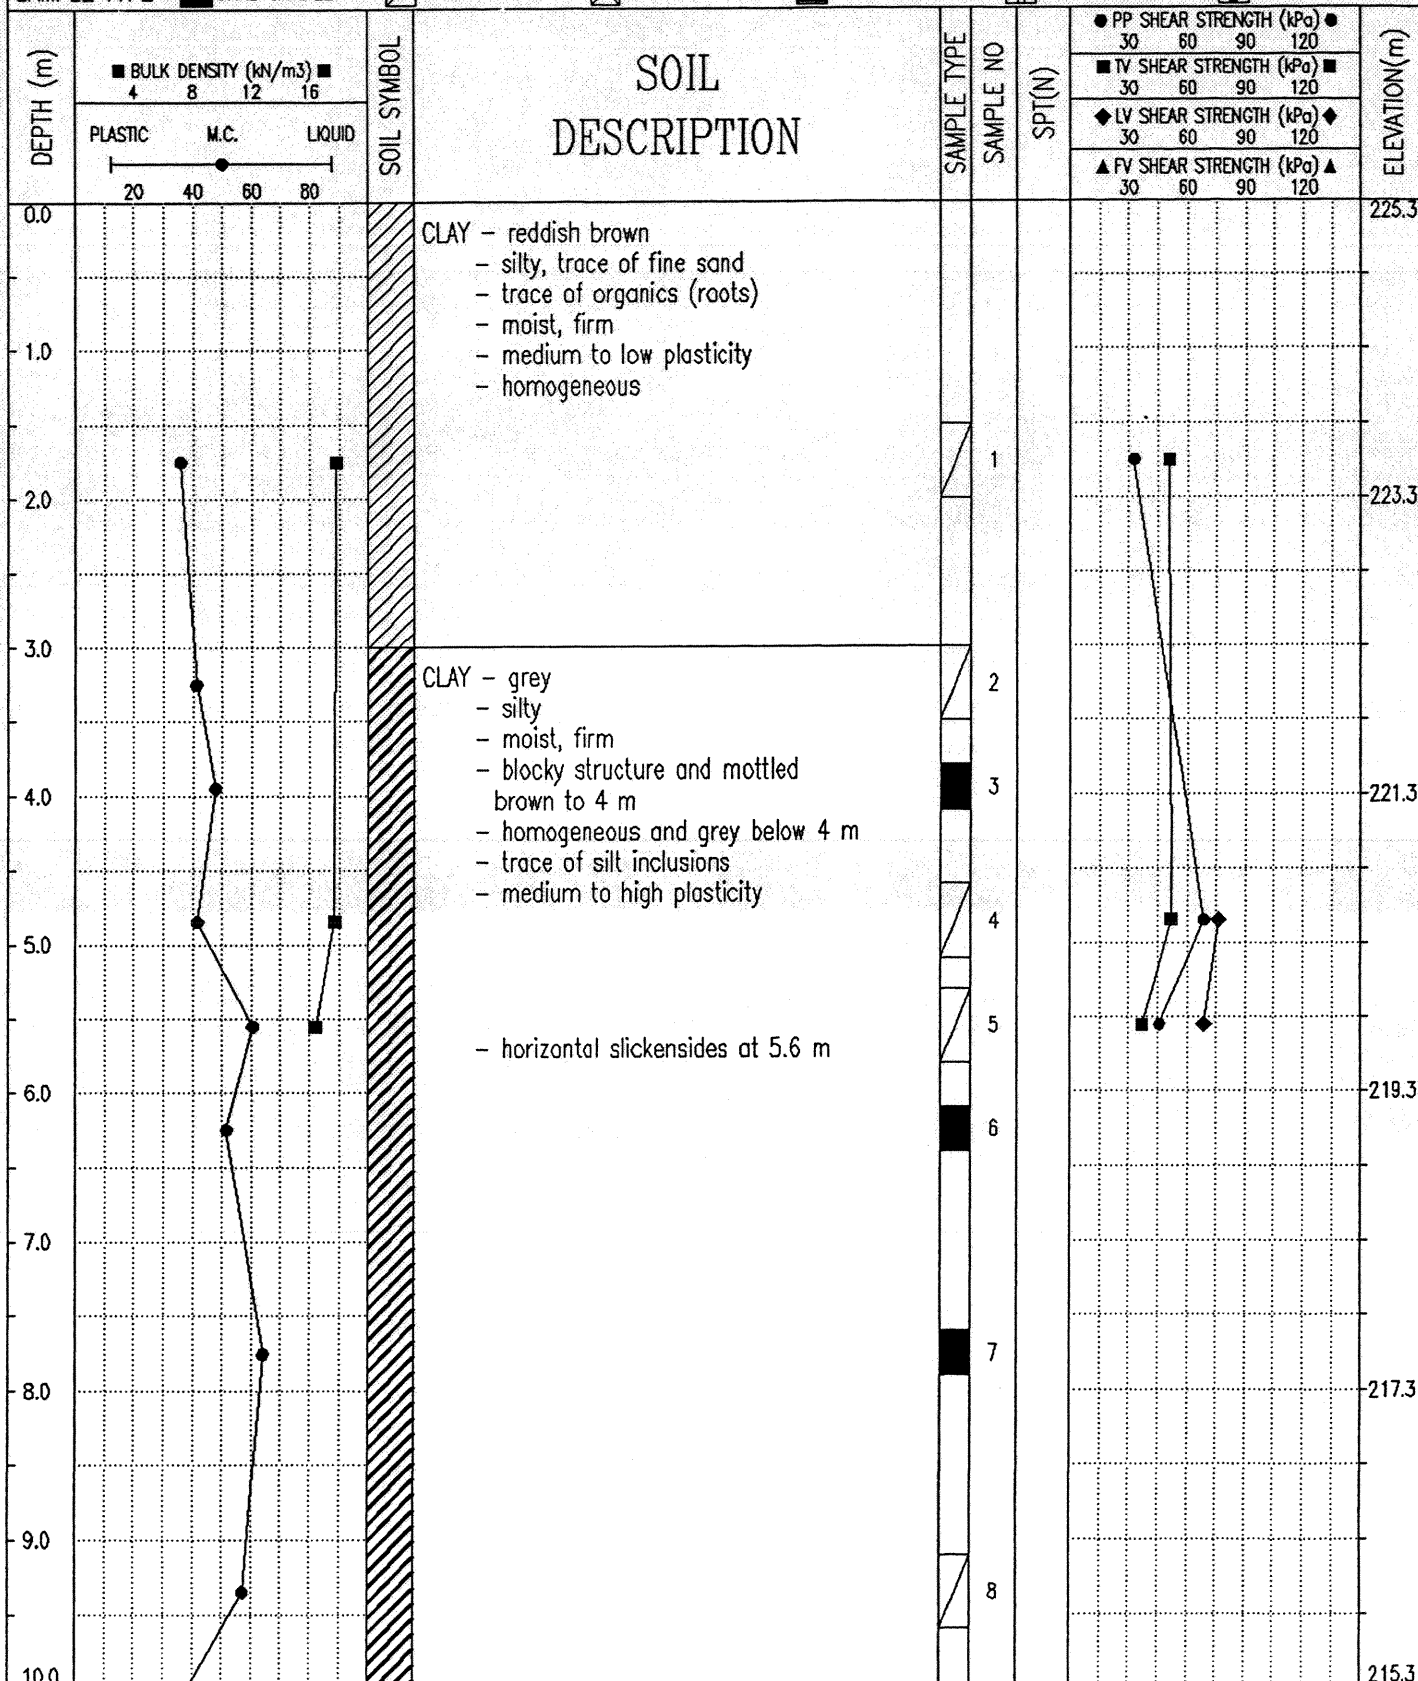 DEPTH (m)
■ BULK DENSITY (kN/m3) ■
4 8 12 16
PLASTIC M.C. LIQUID
20 40 60 80
SOIL SYMBOL
SOIL
DESCRIPTION
SAMPLE TYPE
SAMPLE NO
SPT(N)
● PP SHEAR STRENGTH (kPa) ●
30 60 90 120
■ TV SHEAR STRENGTH (kPa) ■
30 60 90 120
◆ LV SHEAR STRENGTH (kPa) ◆
30 60 90 120
▲ FV SHEAR STRENGTH (kPa) ▲
30 60 90 120
ELEVATION(m)
0.0
1.0
2.0
3.0
4.0
5.0
6.0
7.0
8.0
9.0
10.0
CLAY – reddish brown
– silty, trace of fine sand
– trace of organics (roots)
– moist, firm
– medium to low plasticity
– homogeneous
CLAY – grey
– silty
– moist, firm
– blocky structure and mottled
brown to 4 m
– homogeneous and grey below 4 m
– trace of silt inclusions
– medium to high plasticity
– horizontal slickensides at 5.6 m
1
2
3
4
5
6
7
8
225.3
223.3
221.3
219.3
217.3
215.3